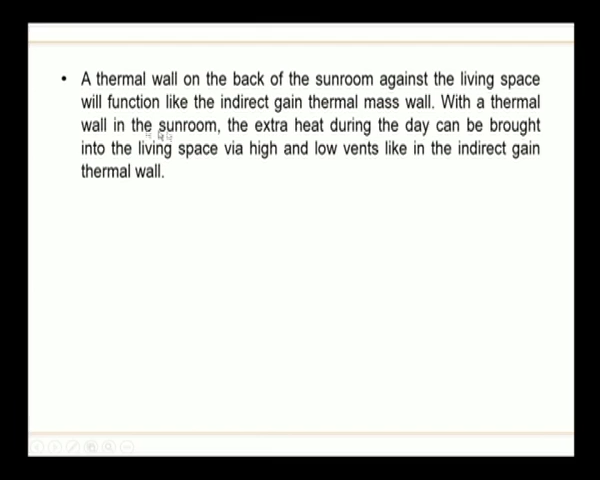 • A thermal wall on the back of the sunroom against the living space
will function like the indirect gain thermal mass wall. With a thermal
wall in the sunroom, the extra heat during the day can be brought
into the living space via high and low vents like in the indirect gain
thermal wall.